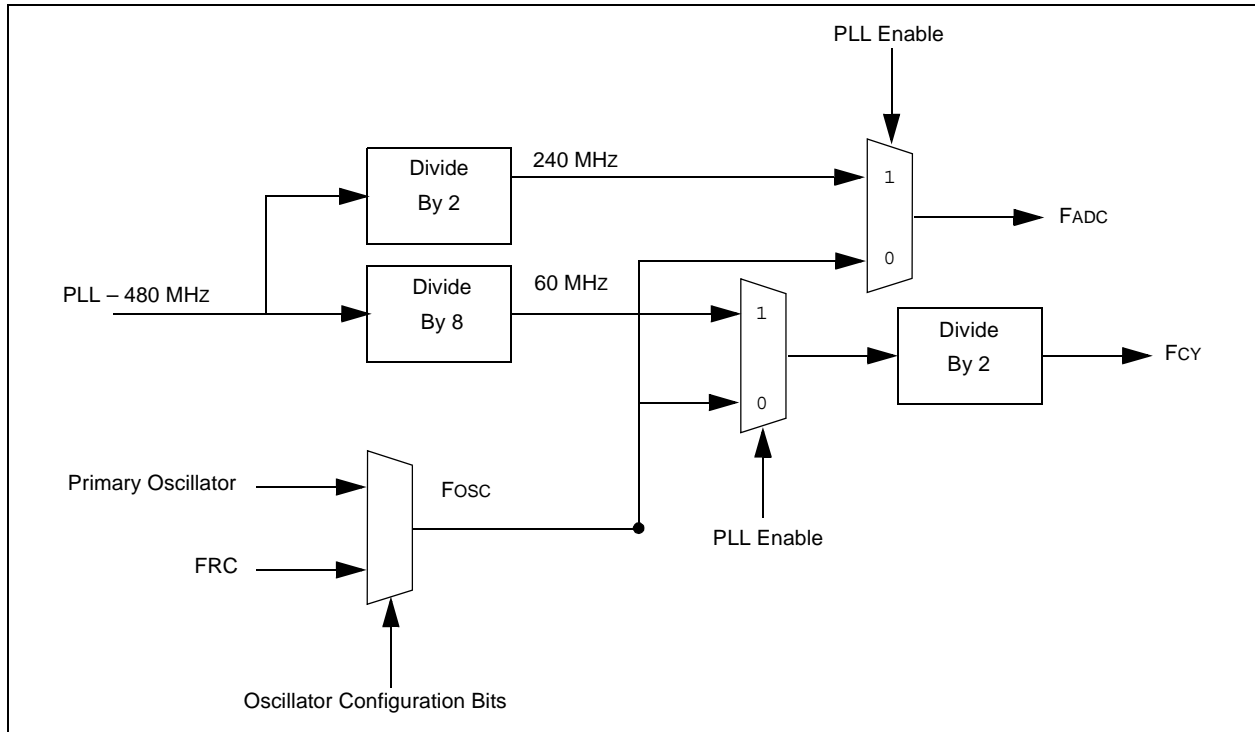 PLL Enable
Divide
By 2
240 MHz
1
FADC
0
PLL – 480 MHz
Divide
By 8
60 MHz
1
0
Divide
By 2
FCY
Primary Oscillator
FOSC
FRC
PLL Enable
Oscillator Configuration Bits